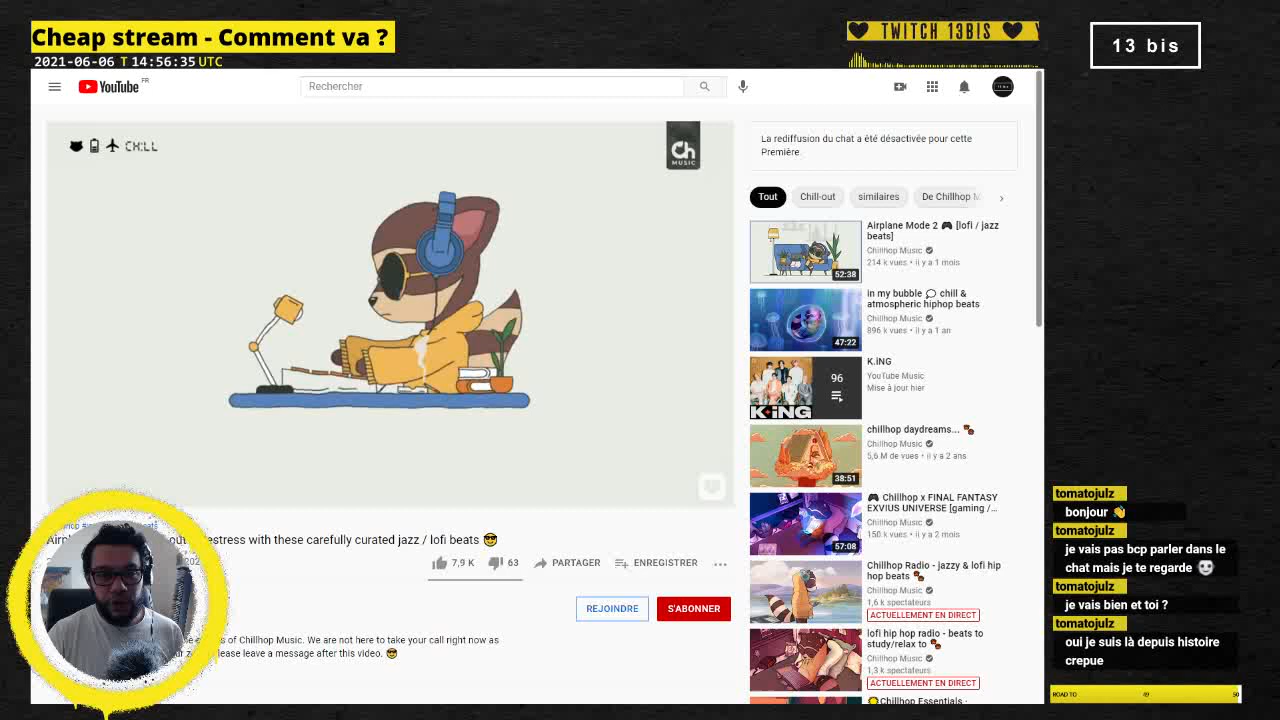 Cheap stream - Comment va ?
2021-06-06 T 14:56:35 UTC
TWITCH 13BIS
13 bis
YouTube FR
Rechercher
CHILL
Ch
MUSIC
La rediffusion du chat a été désactivée pour cette
Première.
Tout
Chill-out
similaires
De Chillhop M
Airplane Mode 2 🎮 [lofi / jazz
beats]
Chillhop Music
214 k vues • il y a 1 mois
52:38
in my bubble 💭 chill &
atmospheric hiphop beats
Chillhop Music
896 k vues • il y a 1 an
47:22
K.iNG
YouTube Music
Mise à jour hier
96
K·iNG
chillhop daydreams... 🍂
Chillhop Music
5,6 M de vues • il y a 2 ans
38:51
🎮 Chillhop x FINAL FANTASY
EXVIUS UNIVERSE [gaming /...
Chillhop Music
150 k vues • il y a 2 mois
57:08
Chillhop Radio - jazzy & lofi hip
hop beats 🍂
Chillhop Music
1,6 k spectateurs
ACTUELLEMENT EN DIRECT
lofi hip hop radio - beats to
study/relax to 🍂
Chillhop Music
1,3 k spectateurs
ACTUELLEMENT EN DIRECT
Chillhop Essentials -
estress with these carefully curated jazz / lofi beats 😎
7,9 K
63
PARTAGER
ENREGISTRER
REJOINDRE
S'ABONNER
of Chillhop Music. We are not here to take your call right now as
please leave a message after this video. 😎
tomatojulz
bonjour 👋
tomatojulz
je vais pas bcp parler dans le
chat mais je te regarde
tomatojulz
je vais bien et toi ?
tomatojulz
oui je suis là depuis histoire
crepue
ROAD TO
49
50